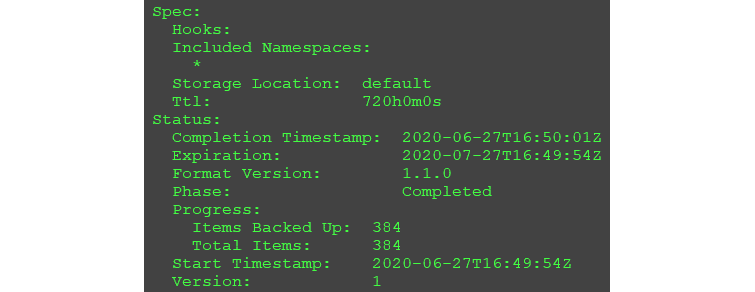 Spec:
  Hooks:
  Included Namespaces:
    *
  Storage Location:  default
  Ttl:               720h0m0s
Status:
  Completion Timestamp:  2020-06-27T16:50:01Z
  Expiration:            2020-07-27T16:49:54Z
  Format Version:        1.1.0
  Phase:                 Completed
  Progress:
    Items Backed Up:  384
    Total Items:      384
  Start Timestamp:    2020-06-27T16:49:54Z
  Version:            1